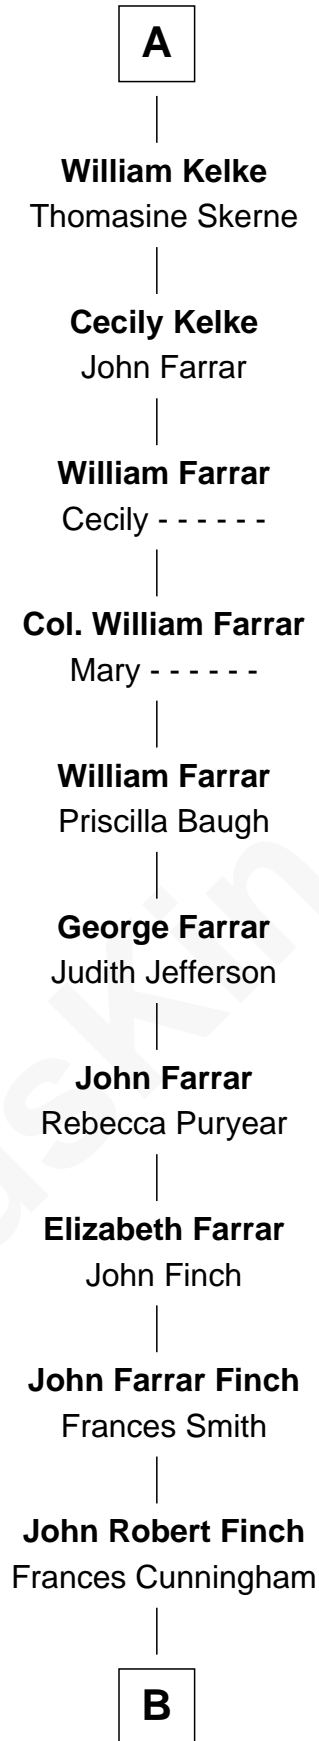 A
William Kelke
Thomasine Skerne
Cecily Kelke
John Farrar
William Farrar
Cecily - - - - - -
Col. William Farrar
Mary - - - - - -
William Farrar
Priscilla Baugh
George Farrar
Judith Jefferson
John Farrar
Rebecca Puryear
Elizabeth Farrar
John Finch
John Farrar Finch
Frances Smith
John Robert Finch
Frances Cunningham
B